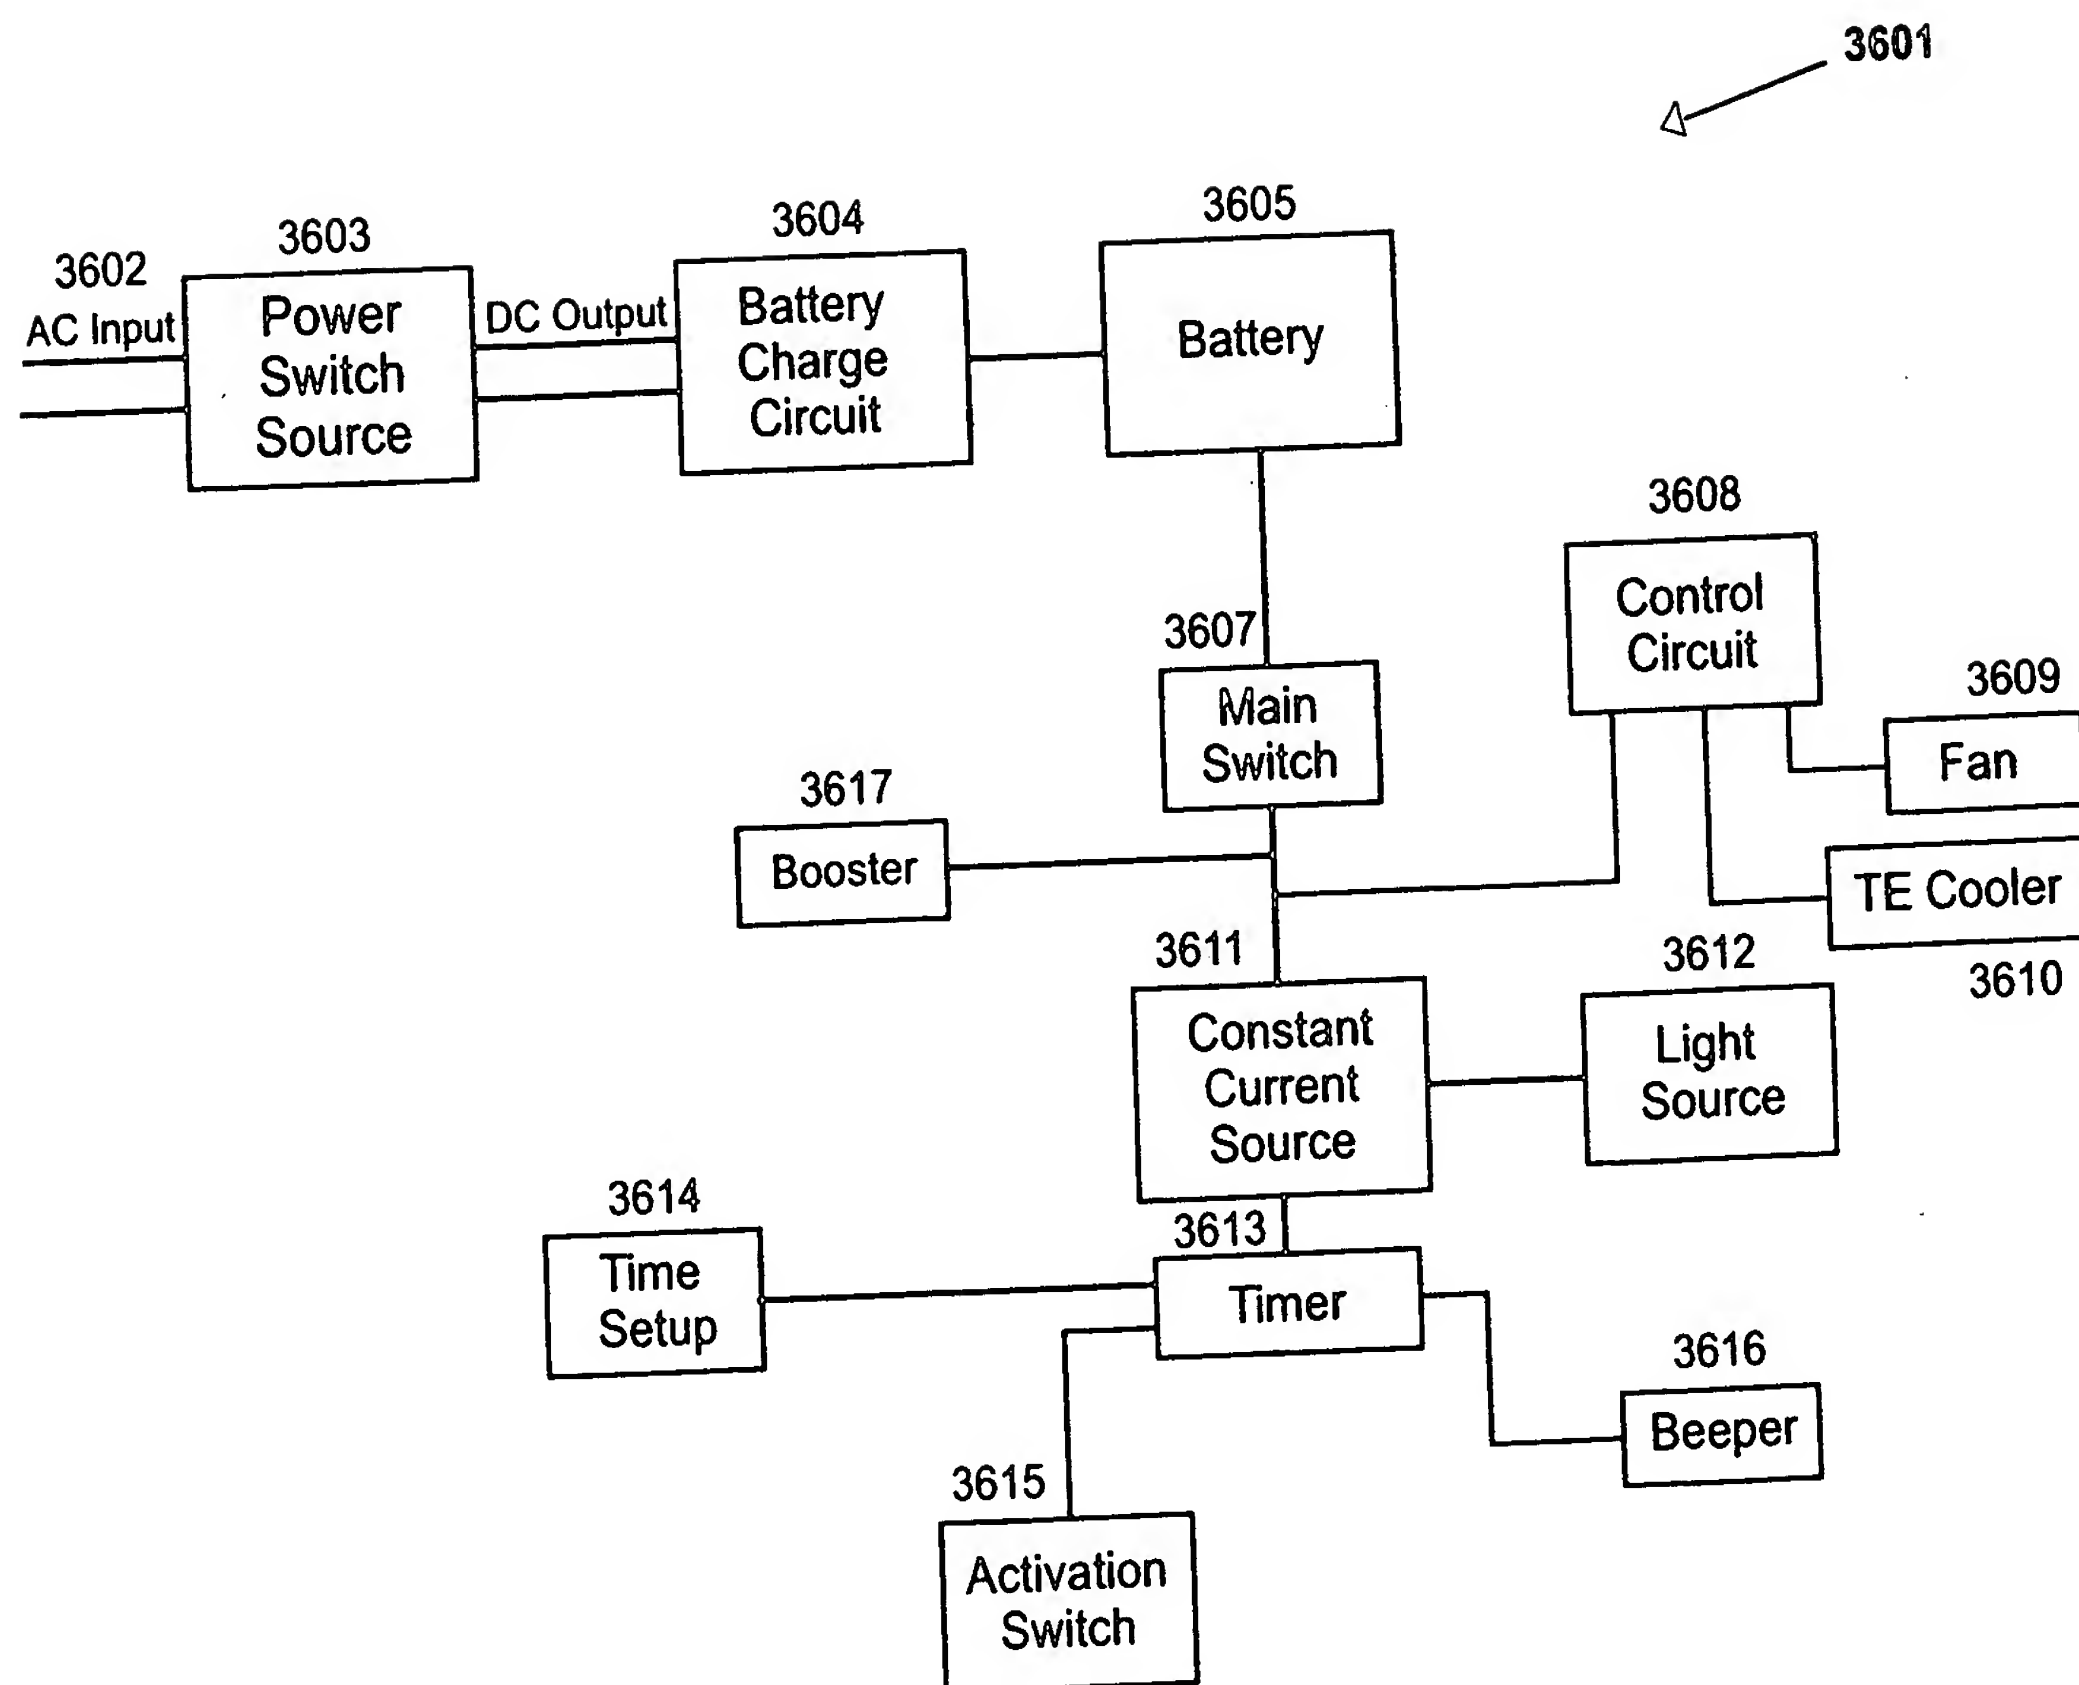 3601
3602
AC Input
3603
Power
Switch
Source
DC Output
3604
Battery
Charge
Circuit
3605
Battery
3607
Main
Switch
3608
Control
Circuit
3609
Fan
TE Cooler
3610
3617
Booster
3611
Constant
Current
Source
3612
Light
Source
3613
Timer
3614
Time
Setup
3615
Activation
Switch
3616
Beeper